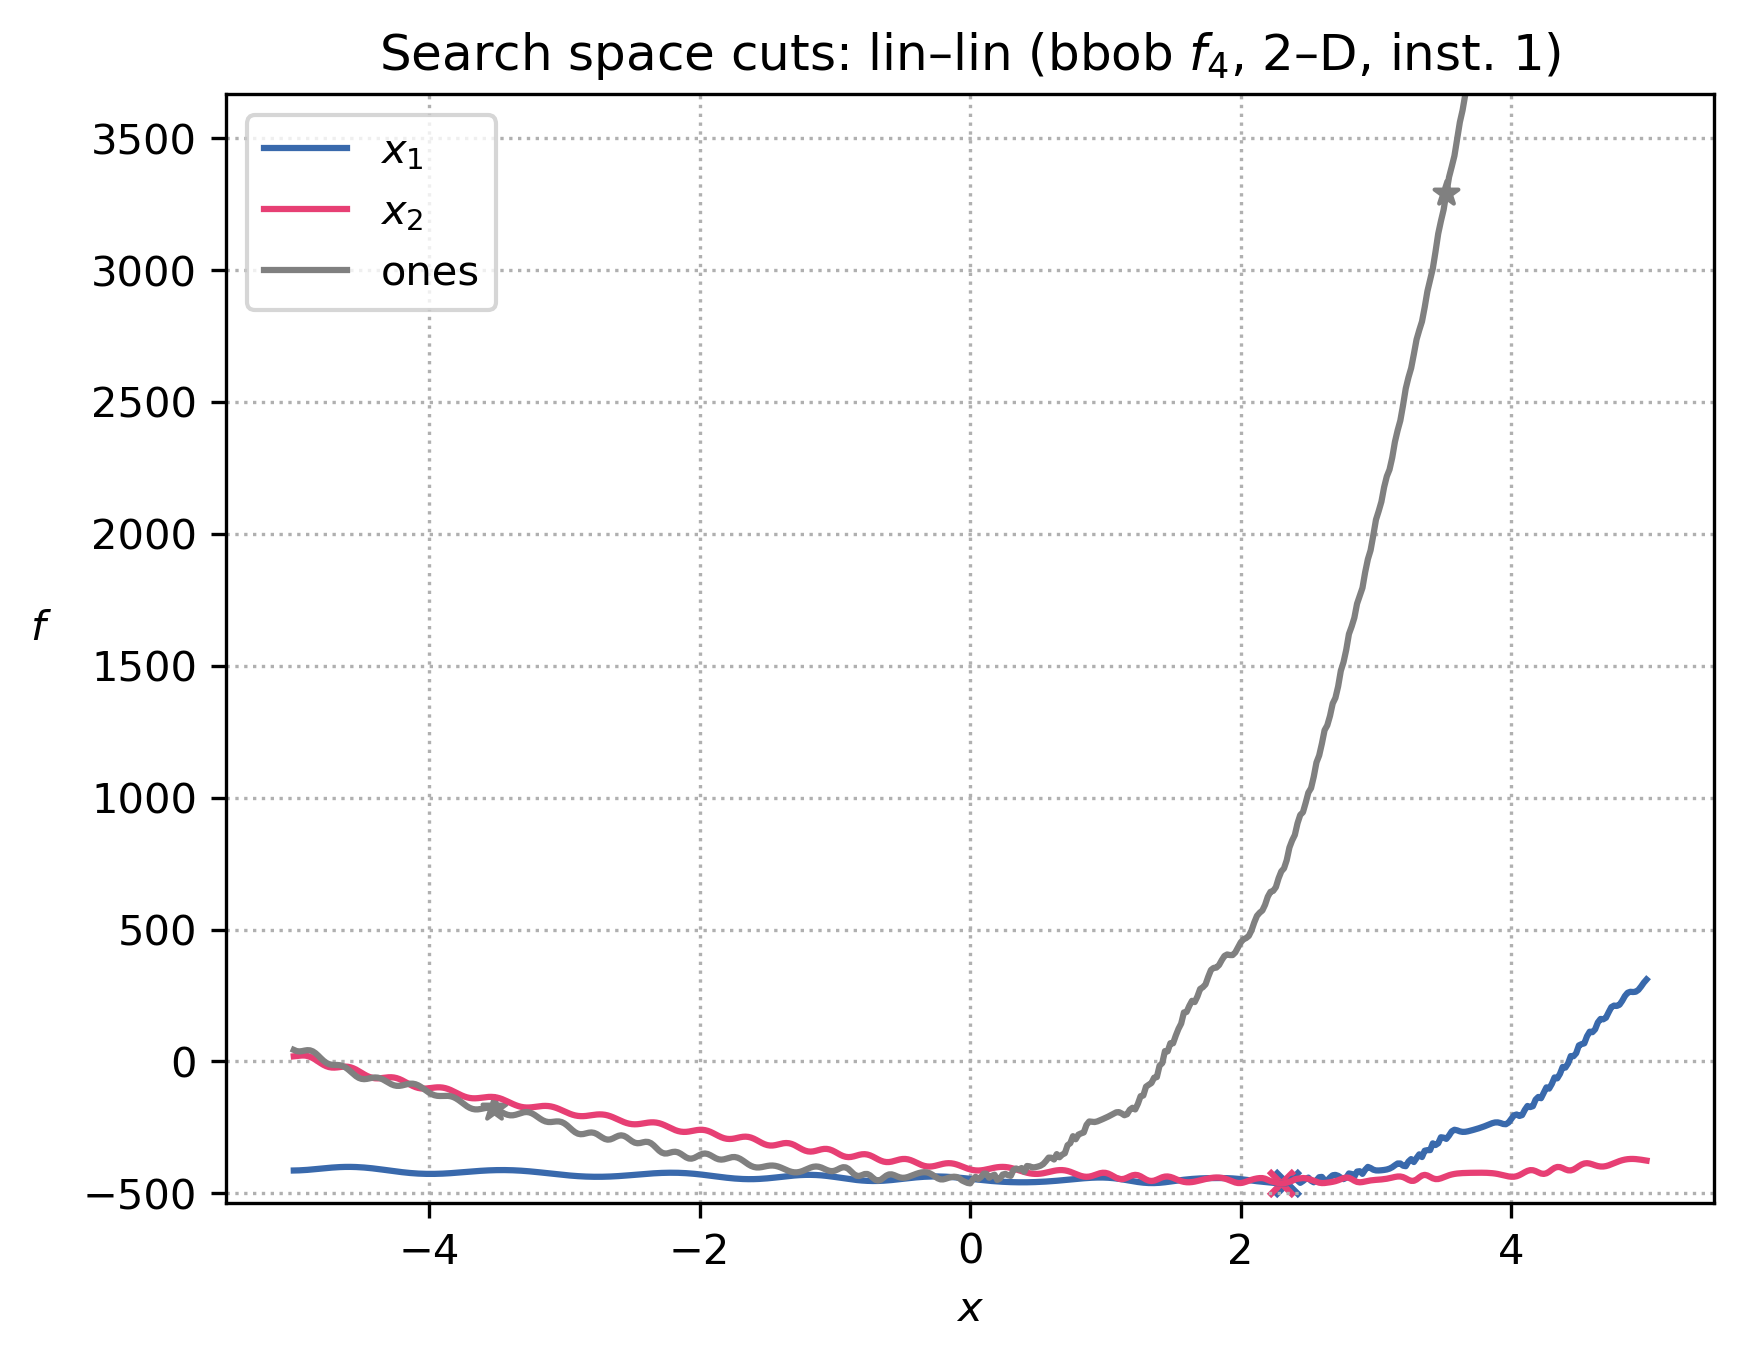 Search space cuts: lin–lin (bbob f₄, 2–D, inst. 1)
x₁
x₂
ones
3500
3000
2500
2000
1500
1000
500
0
−500
f
−4 −2 0 2 4
x